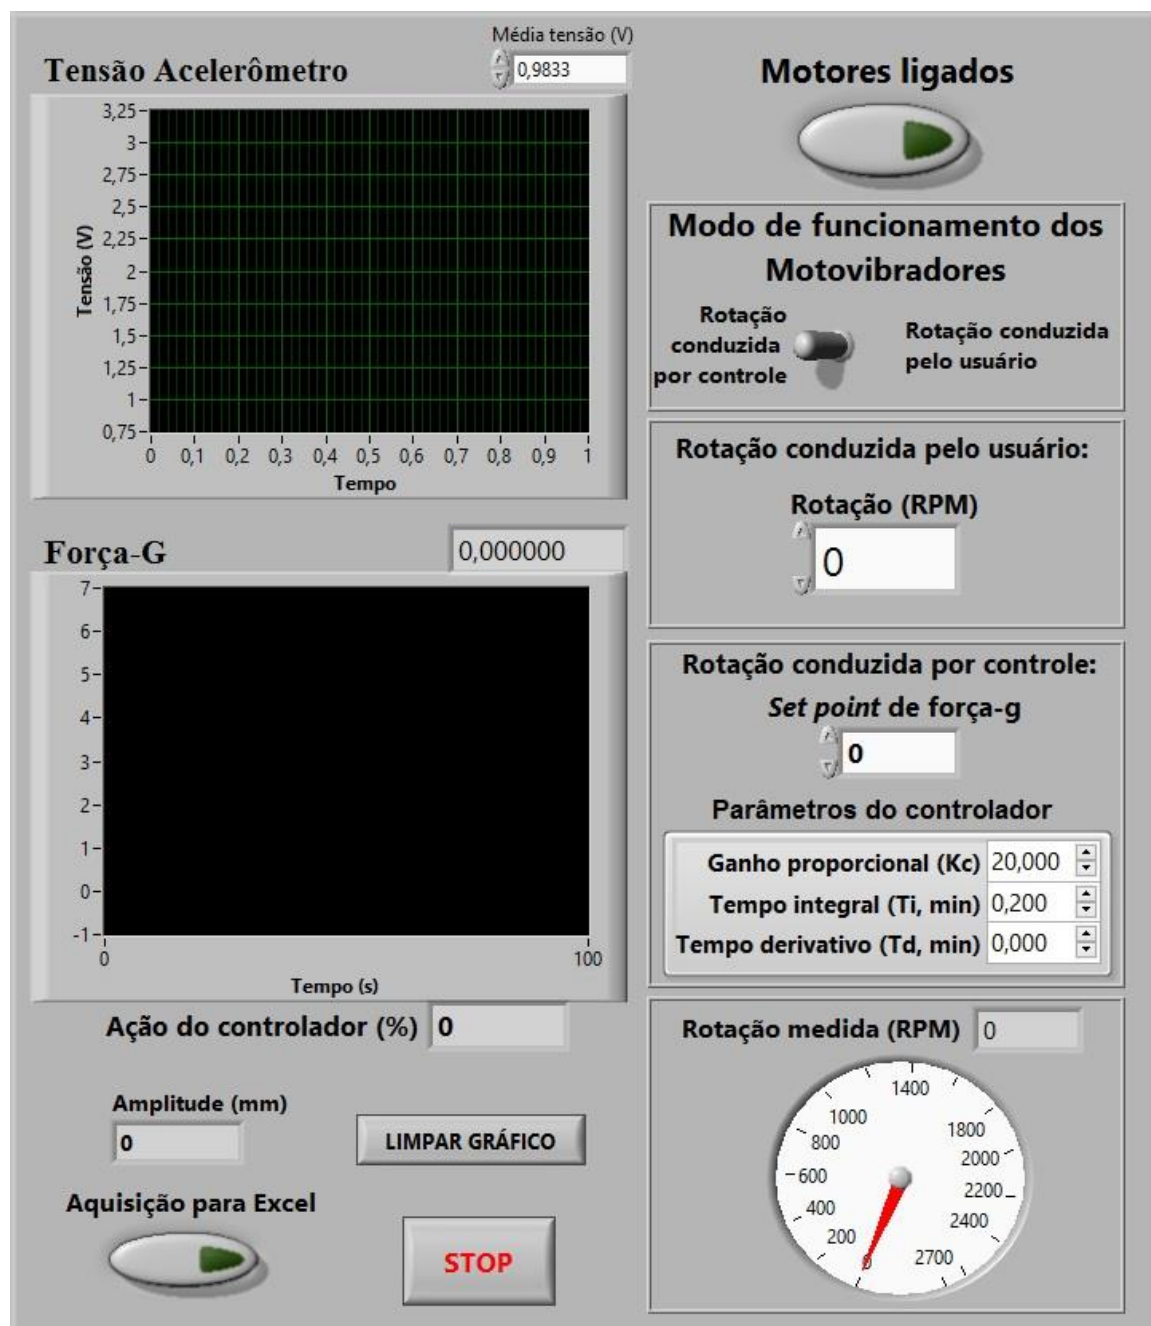 Média tensão (V)
Tensão Acelerômetro
0,9833
3,25
3
2,75
2,5
2,25
2
1,75
1,5
1,25
1
0,75
Tensão (V)
0 0,1 0,2 0,3 0,4 0,5 0,6 0,7 0,8 0,9 1
Tempo
Força-G
0,000000
7
6
5
4
3
2
1
0
-1
0 100
Tempo (s)
Ação do controlador (%) 0
Amplitude (mm)
0
LIMPAR GRÁFICO
Aquisição para Excel
STOP
Motores ligados
Modo de funcionamento dos
Motovibradores
Rotação
conduzida
por controle
Rotação conduzida
pelo usuário
Rotação conduzida pelo usuário:
Rotação (RPM)
0
Rotação conduzida por controle:
Set point de força-g
0
Parâmetros do controlador
Ganho proporcional (Kc) 20,000
Tempo integral (Ti, min) 0,200
Tempo derivativo (Td, min) 0,000
Rotação medida (RPM) 0
0
200
400
600
800
1000
1400
1800
2000
2200
2400
2700